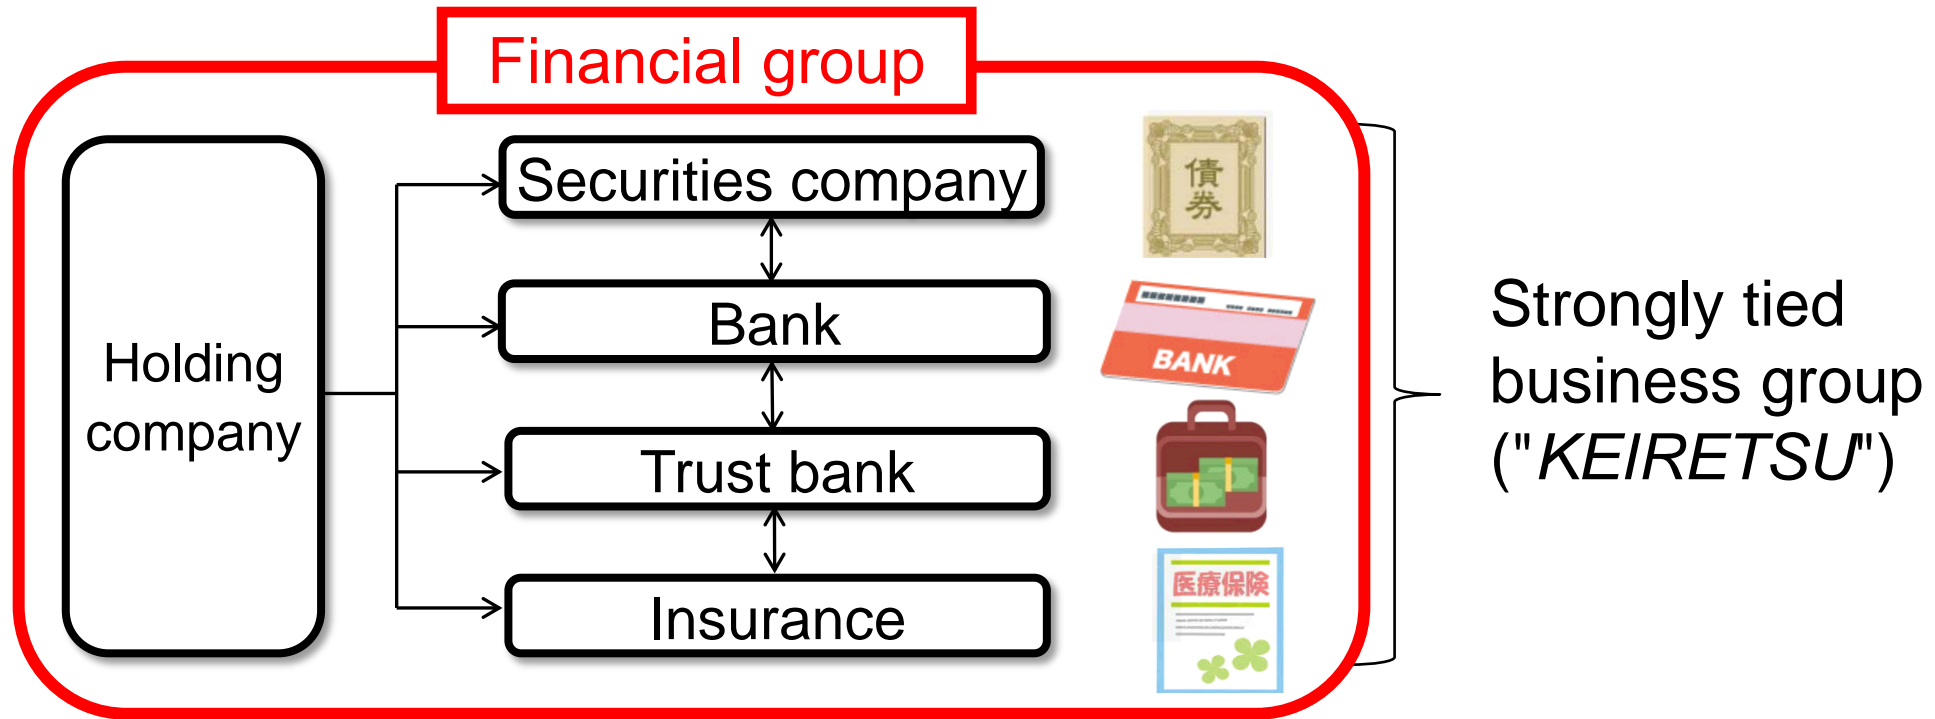 Financial group
Holding
company
Securities company
Bank
Trust bank
Insurance
債
券
BANK
医療保険
Strongly tied
business group
("KEIRETSU")